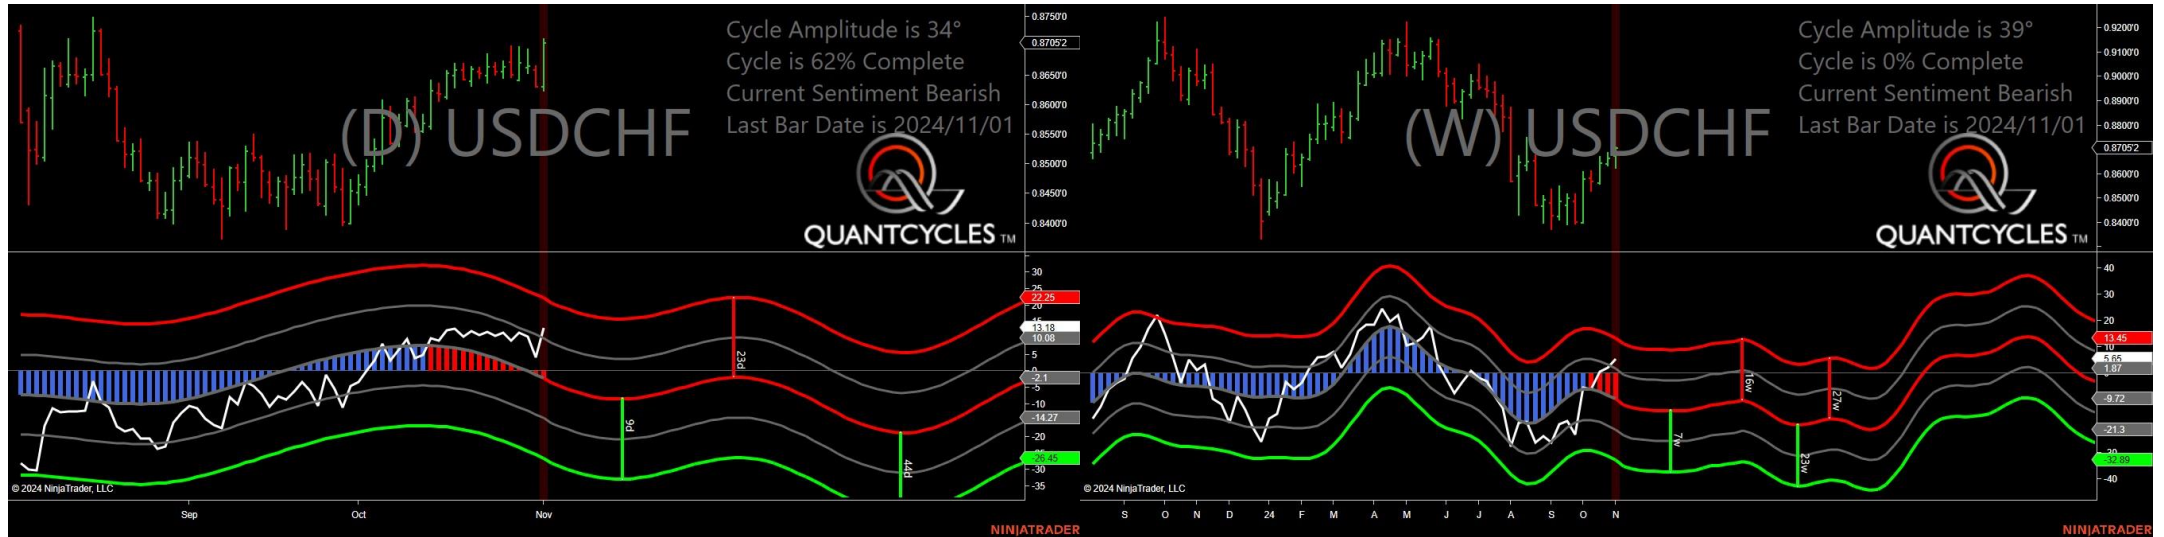 Cycle Amplitude is 34°
Cycle is 62% Complete
Current Sentiment Bearish
Last Bar Date is 2024/11/01
(D) USDCHF
QUANTCYCLES TM
0.8750'0
0.8705'2
0.8650'0
0.8600'0
0.8550'0
0.8500'0
0.8450'0
0.8400'0
30
25
22.25
20
15
13.18
10.08
5
0
-2.1
-5
-10
-14.27
-20
-26.45
-30
-35
23d
9d
44d
© 2024 NinjaTrader, LLC
Sep
Oct
Nov
NINJATRADER
Cycle Amplitude is 39°
Cycle is 0% Complete
Current Sentiment Bearish
Last Bar Date is 2024/11/01
(W) USDCHF
QUANTCYCLES TM
0.9200'0
0.9100'0
0.9000'0
0.8900'0
0.8800'0
0.8705'2
0.8600'0
0.8500'0
0.8400'0
40
30
20
13.45
10
5.65
1.87
-9.72
-21.3
-32.89
-40
16w
27w
7w
23w
© 2024 NinjaTrader, LLC
S O N D 24 F M A M J J A S O N
NINJATRADER